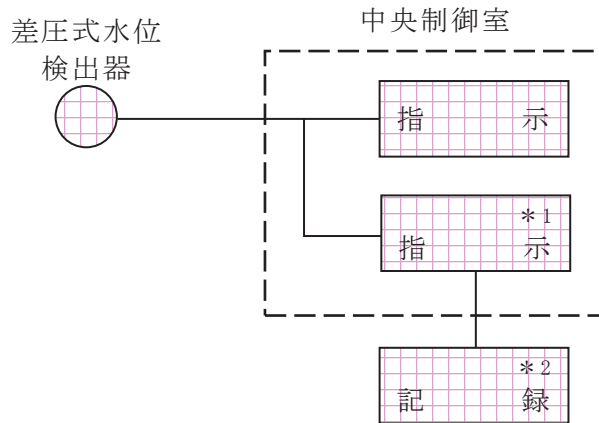 差圧式水位
検出器
中央制御室
指 示
*1
指 示
*2
記 録